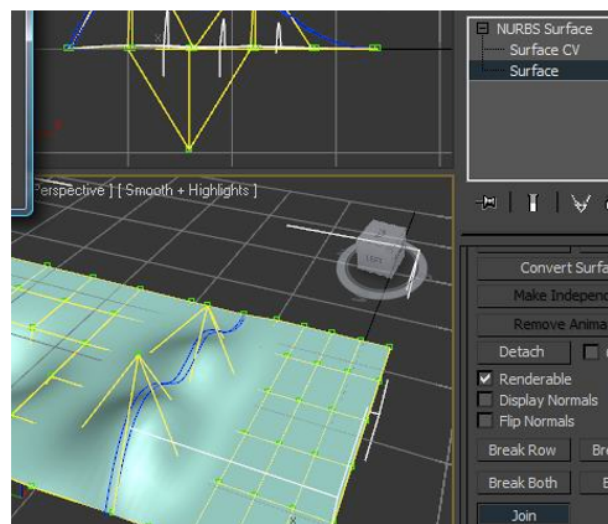 NURBS Surface
Surface CV
Surface
Perspective ] [ Smooth + Highlights ]
LEFT
Convert Surfa
Make Independ
Remove Anima
Detach
Renderable
Display Normals
Flip Normals
Break Row
Bre
Break Both
B
Join